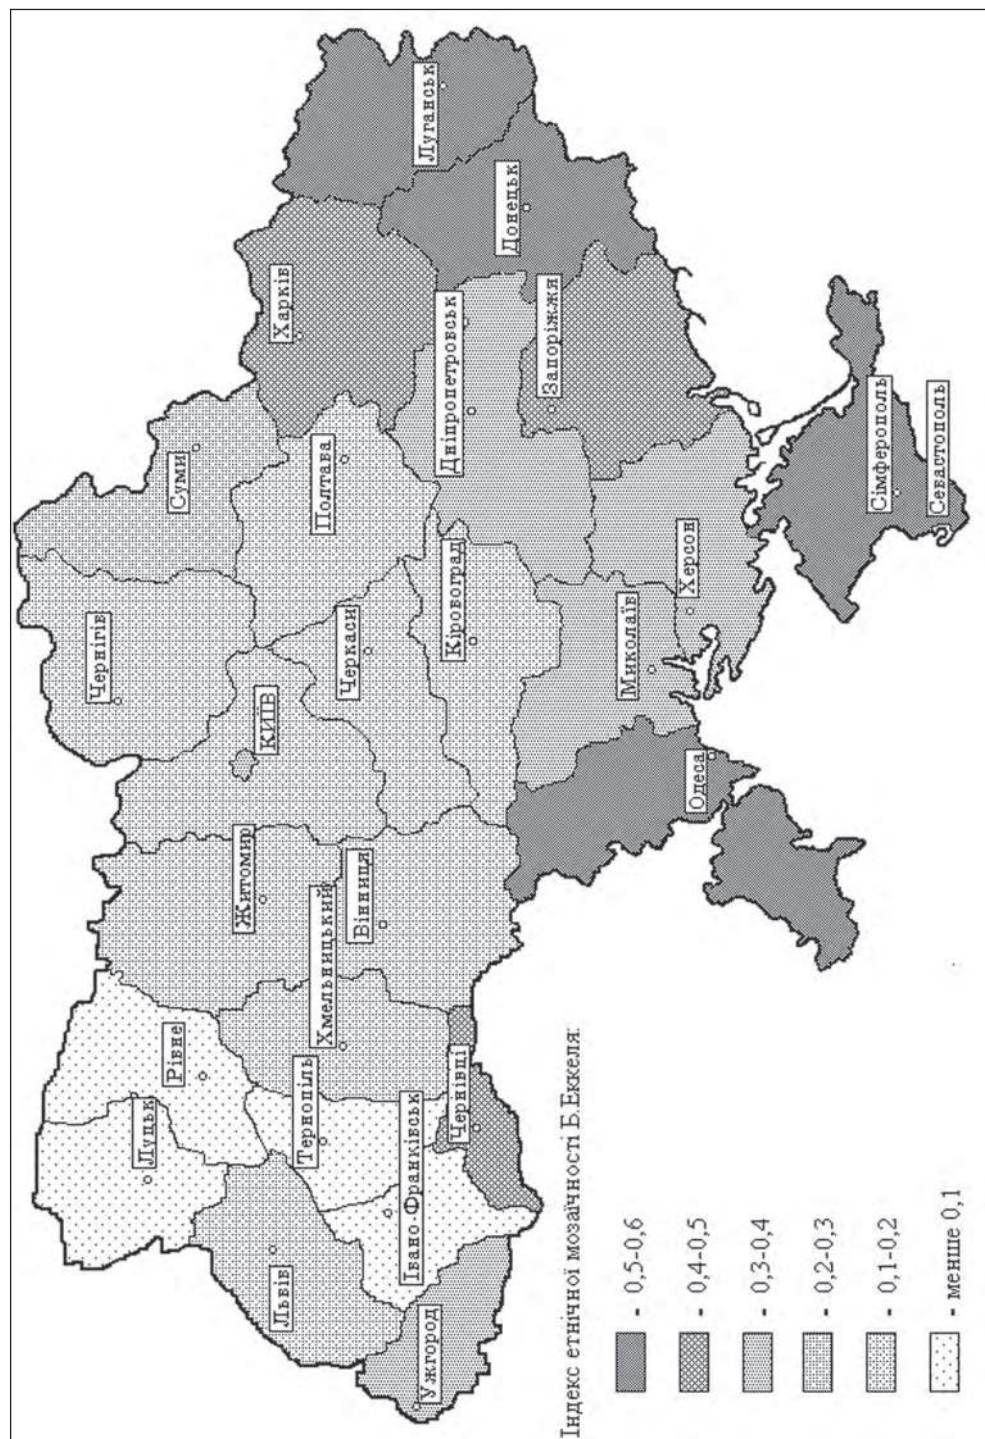 Луганськ
Донецьк
Харків
Дніпропетровськ
Запоріжжя
Сімферополь
Севастополь
Суми
Полтава
Чернігів
Черкаси
Кіровоград
Херсон
Миколаїв
КИЇВ
Одеса
Житомир
Вінниця
Хмельницький
Рівне
Луцьк
Тернопіль
Чернівці
Івано-Франківськ
Львів
Ужгород
Індекс етнічної мозаїчності Б.Еккеля:
- 0,5-0,6
- 0,4-0,5
- 0,3-0,4
- 0,2-0,3
- 0,1-0,2
- менше 0,1